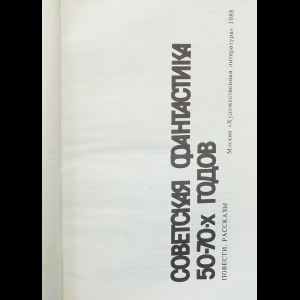 СОВЕТСКАЯ ФАНТАСТИКА
50-70-х ГОДОВ
ПОВЕСТИ. РАССКАЗЫ
Москва «Художественная литература» 1988